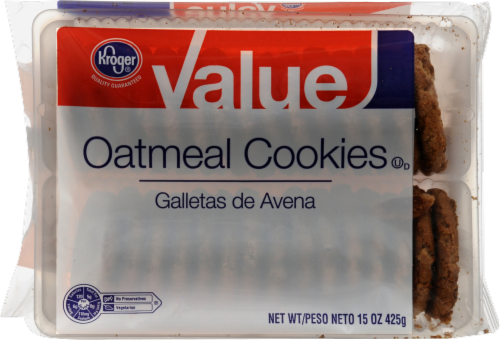 Kroger
QUALITY GUARANTEED
Value
Oatmeal Cookies ⓊD
Galletas de Avena
No Preservatives
Vegetarian
NET WT/PESO NETO 15 OZ 425g